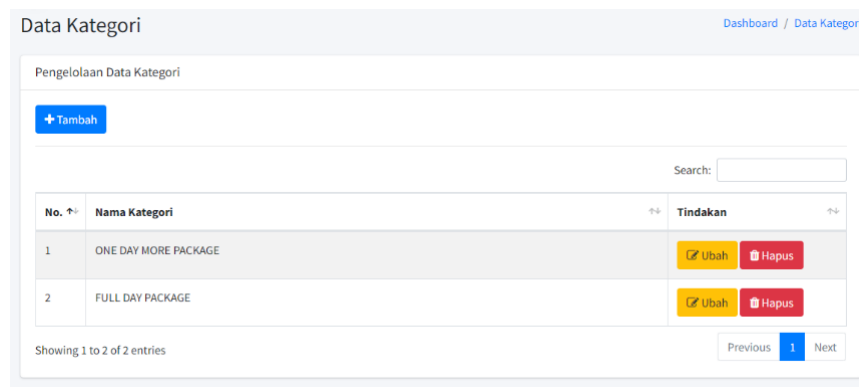 Data Kategori
Dashboard / Data Kategor
Pengelolaan Data Kategori
Tambah
Search:
No. Nama Kategori Tindakan
1 ONE DAY MORE PACKAGE Ubah Hapus
2 FULL DAY PACKAGE Ubah Hapus
Showing 1 to 2 of 2 entries
Previous 1 Next